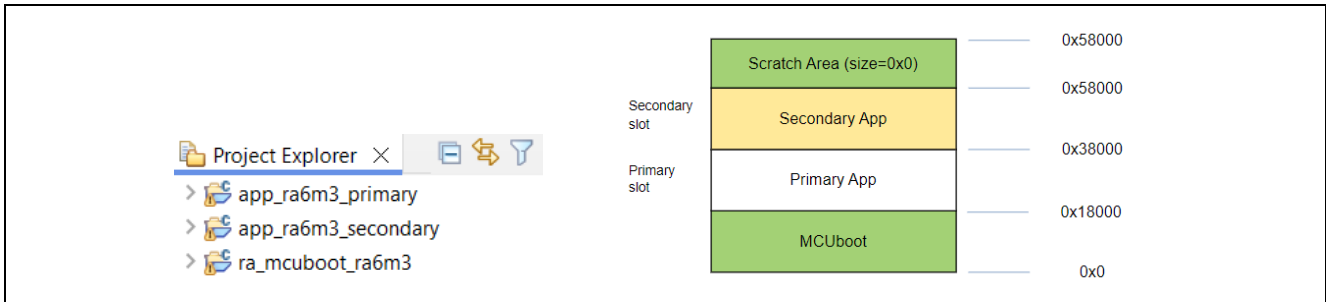 Project Explorer
app_ra6m3_primary
app_ra6m3_secondary
ra_mcuboot_ra6m3
0x58000
Scratch Area (size=0x0)
0x58000
Secondary
slot
Secondary App
0x38000
Primary
slot
Primary App
0x18000
MCUboot
0x0